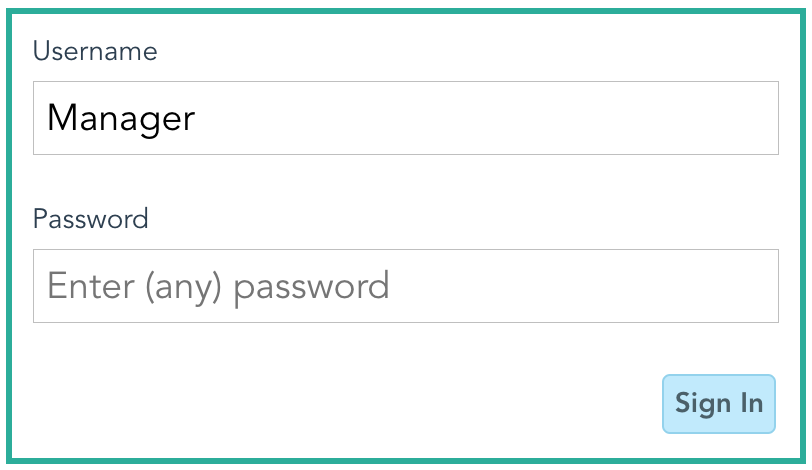 Username
Manager
Password
Enter (any) password
Sign In